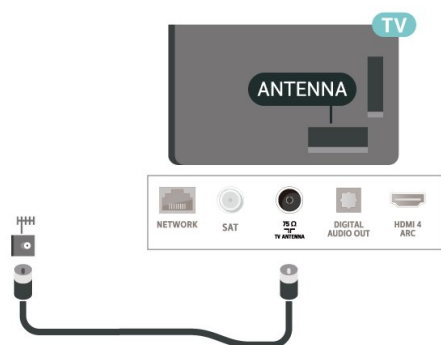 TV
ANTENNA
NETWORK
SAT
75 Ω
TV ANTENNA
DIGITAL
AUDIO OUT
HDMI 4
ARC